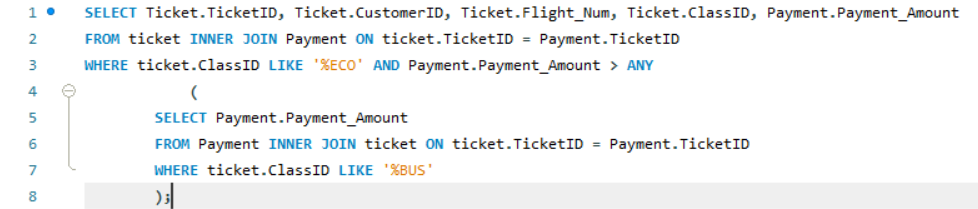 1 SELECT Ticket.TicketID, Ticket.CustomerID, Ticket.Flight_Num, Ticket.ClassID, Payment.Payment_Amount
2 FROM ticket INNER JOIN Payment ON ticket.TicketID = Payment.TicketID
3 WHERE ticket.ClassID LIKE '%ECO' AND Payment.Payment_Amount > ANY
4 (
5 SELECT Payment.Payment_Amount
6 FROM Payment INNER JOIN ticket ON ticket.TicketID = Payment.TicketID
7 WHERE ticket.ClassID LIKE '%BUS'
8 );